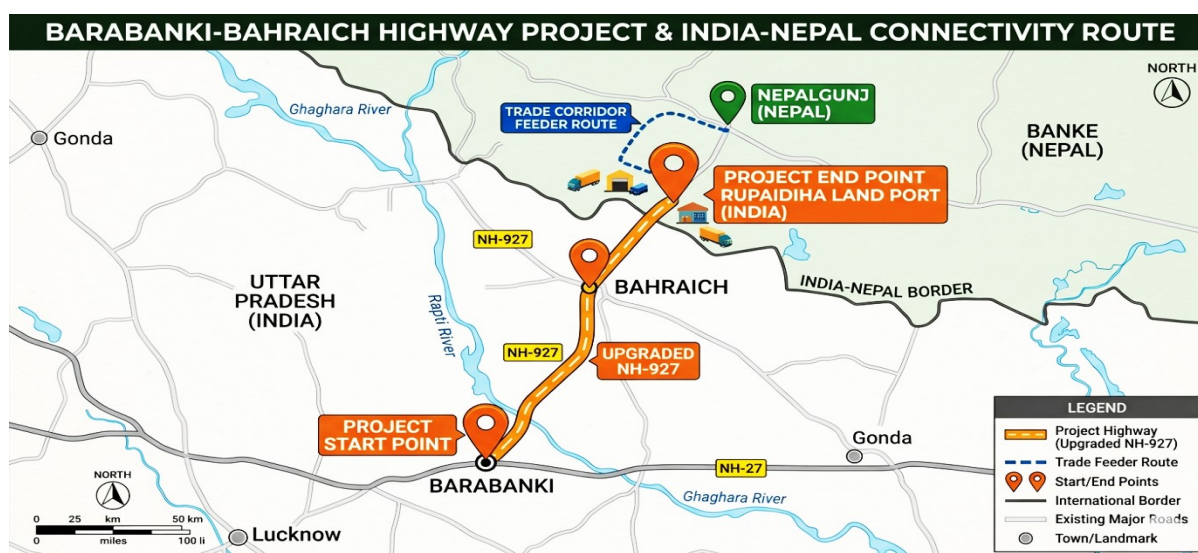 BARABANKI-BAHRAICH HIGHWAY PROJECT & INDIA-NEPAL CONNECTIVITY ROUTE
NORTH
Ghaghara River
TRADE CORRIDOR
FEEDER ROUTE
NEPALGUNJ
(NEPAL)
Gonda
BANKE
(NEPAL)
PROJECT END POINT
RUPAIDIHA LAND PORT
(INDIA)
NH-927
BAHRAICH
INDIA-NEPAL BORDER
UTTAR
PRADESH
(INDIA)
Rapti River
NH-927
UPGRADED
NH-927
PROJECT
START POINT
BARABANKI
NH-27
Gonda
Ghaghara River
NORTH
0 25 km 50 km
0 miles 100 li
Lucknow
LEGEND
Project Highway
(Upgraded NH-927)
Trade Feeder Route
Start/End Points
International Border
Existing Major Roads
Town/Landmark